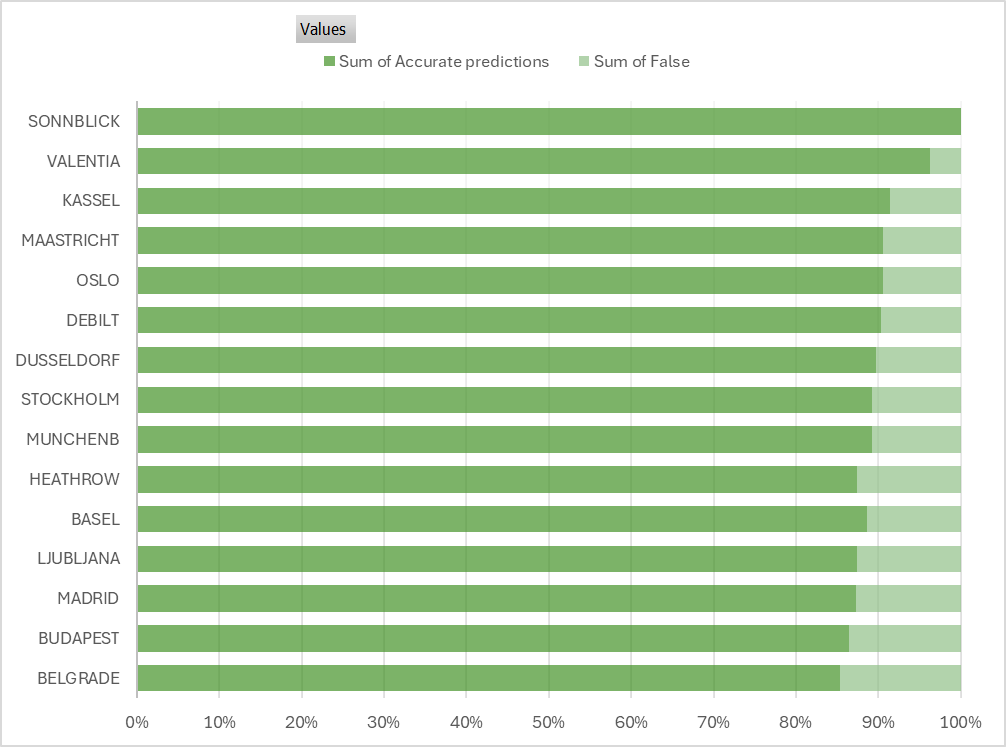 Values
Sum of Accurate predictions Sum of False
SONNBLICK
VALENTIA
KASSEL
MAASTRICHT
OSLO
DEBILT
DUSSELDORF
STOCKHOLM
MUNCHENB
HEATHROW
BASEL
LJUBLJANA
MADRID
BUDAPEST
BELGRADE
0% 10% 20% 30% 40% 50% 60% 70% 80% 90% 100%